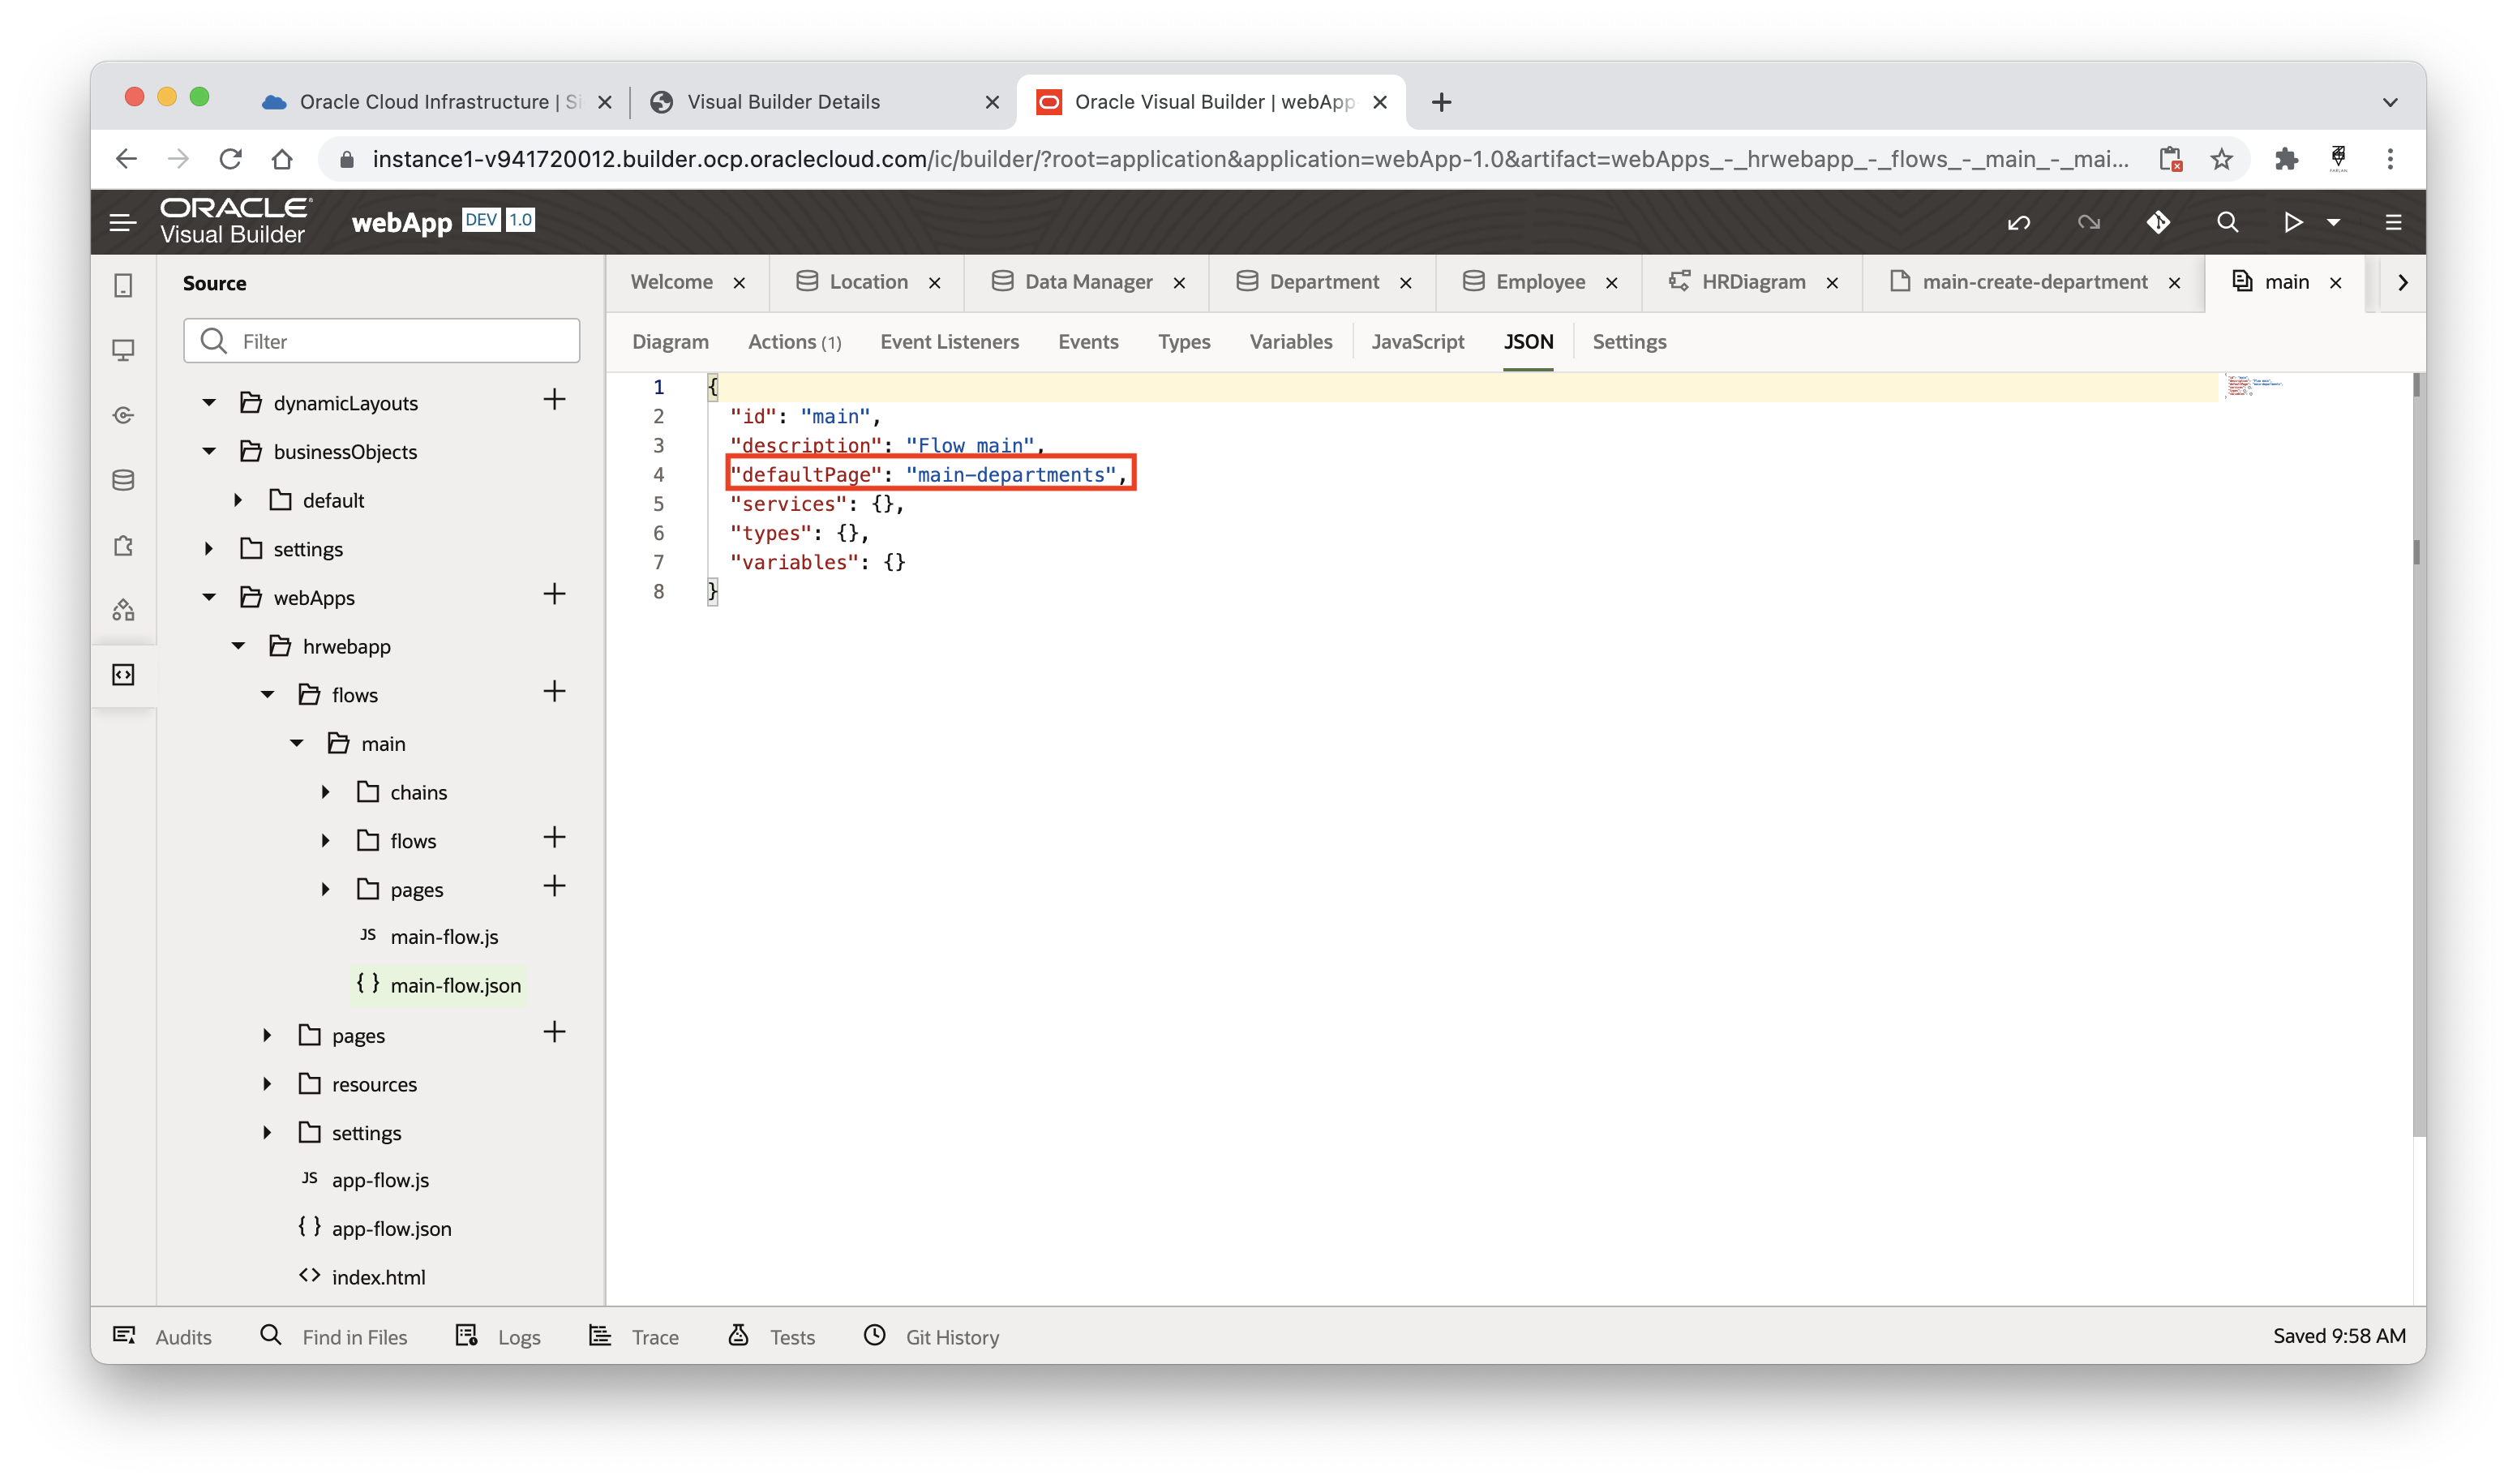 Oracle Cloud Infrastructure | Si
Visual Builder Details
Oracle Visual Builder | webApp
instance1-v941720012.builder.ocp.oraclecloud.com/ic/builder/?root=application&application=webApp-1.0&artifact=webApps_-_hrwebapp_-_flows_-_main_-_mai...
ORACLE
Visual Builder
webApp DEV 1.0
Source
Filter
dynamicLayouts
businessObjects
default
settings
webApps
hrwebapp
flows
main
chains
flows
pages
JS main-flow.js
{ } main-flow.json
pages
resources
settings
JS app-flow.js
{ } app-flow.json
<> index.html
Welcome
Location
Data Manager
Department
Employee
HRDiagram
main-create-department
main
Diagram
Actions (1)
Event Listeners
Events
Types
Variables
JavaScript
JSON
Settings
1 {
2 "id": "main",
3 "description": "Flow main",
4 "defaultPage": "main-departments",
5 "services": {},
6 "types": {},
7 "variables": {}
8 }
Audits
Find in Files
Logs
Trace
Tests
Git History
Saved 9:58 AM